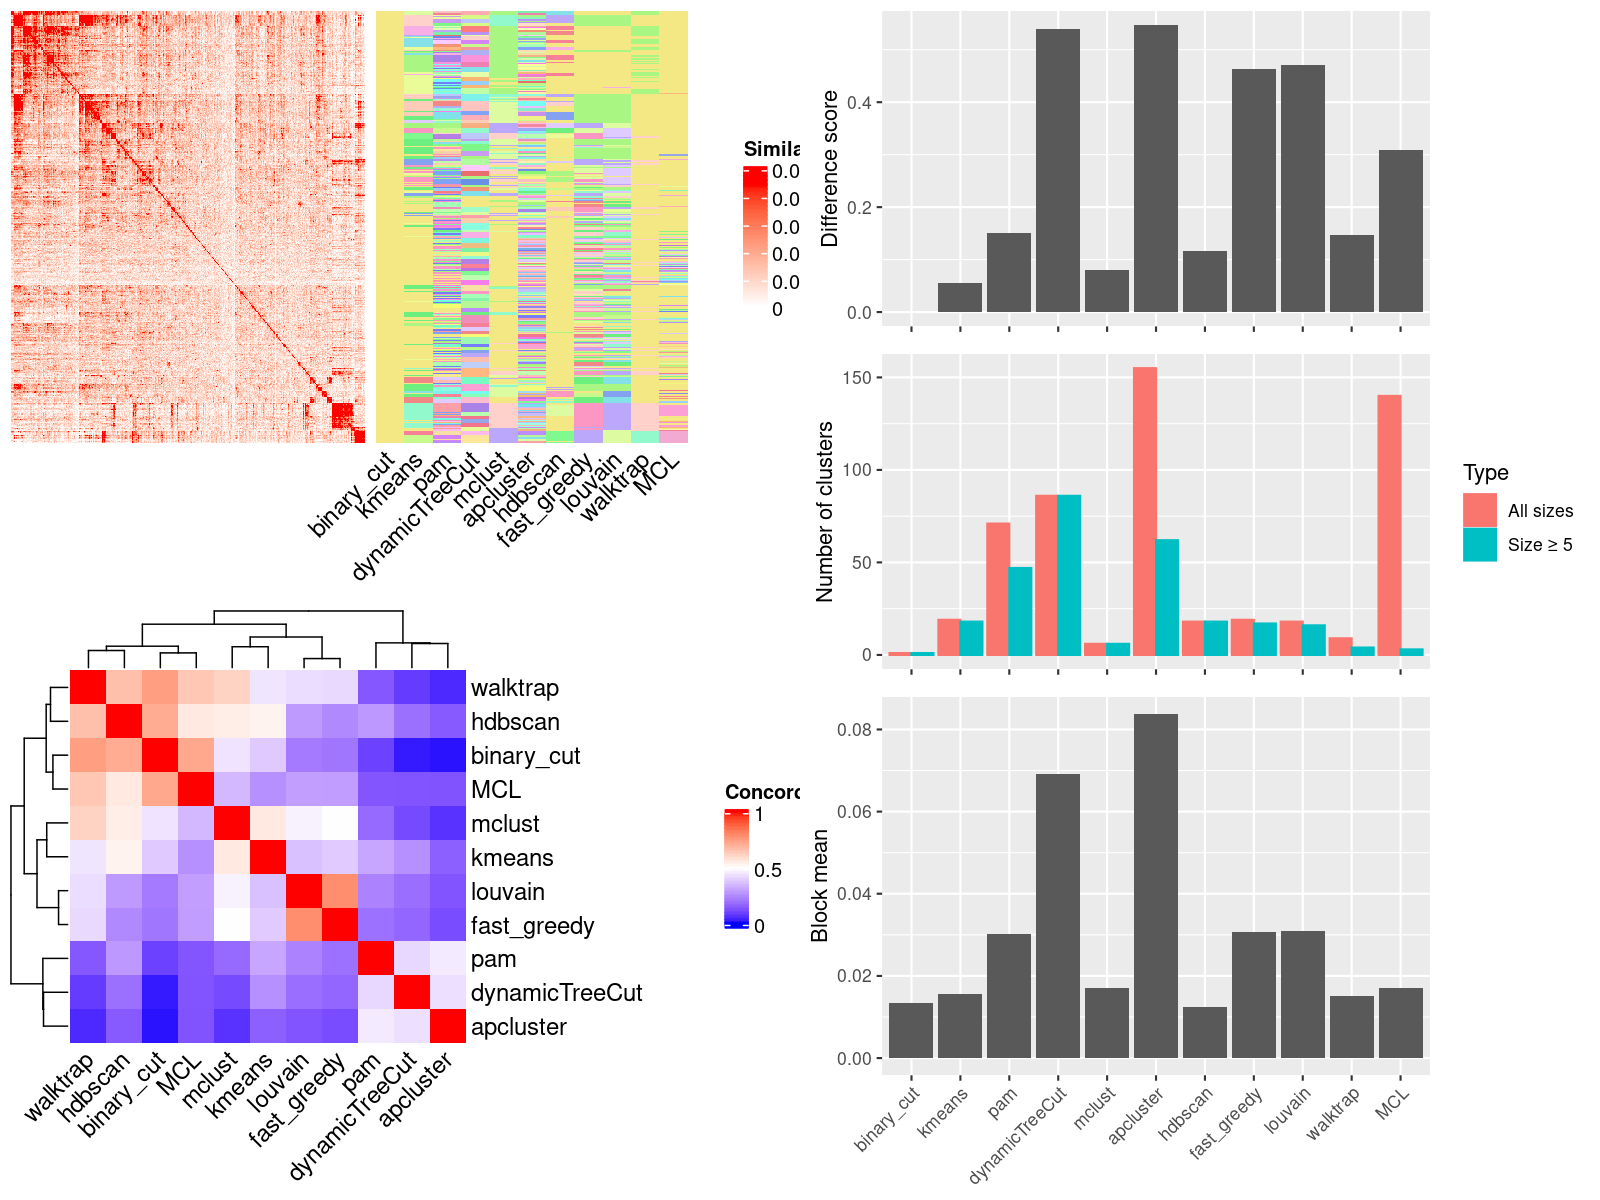 Simila
0.0
0.0
0.0
0.0
0.0
0
binary_cut
kmeans
pam
dynamicTreeCut
mclust
apcluster
hdbscan
fast_greedy
louvain
walktrap
MCL
walktrap
hdbscan
binary_cut
MCL
mclust
kmeans
louvain
fast_greedy
pam
dynamicTreeCut
apcluster
walktrap
hdbscan
binary_cut
MCL
mclust
kmeans
louvain
fast_greedy
pam
dynamicTreeCut
apcluster
Concord
1
0.5
0
Difference score
0.4
0.2
0.0
Number of clusters
150
100
50
0
Type
All sizes
Size ≥ 5
Block mean
0.08
0.06
0.04
0.02
0.00
binary_cut
kmeans
pam
dynamicTreeCut
mclust
apcluster
hdbscan
fast_greedy
louvain
walktrap
MCL